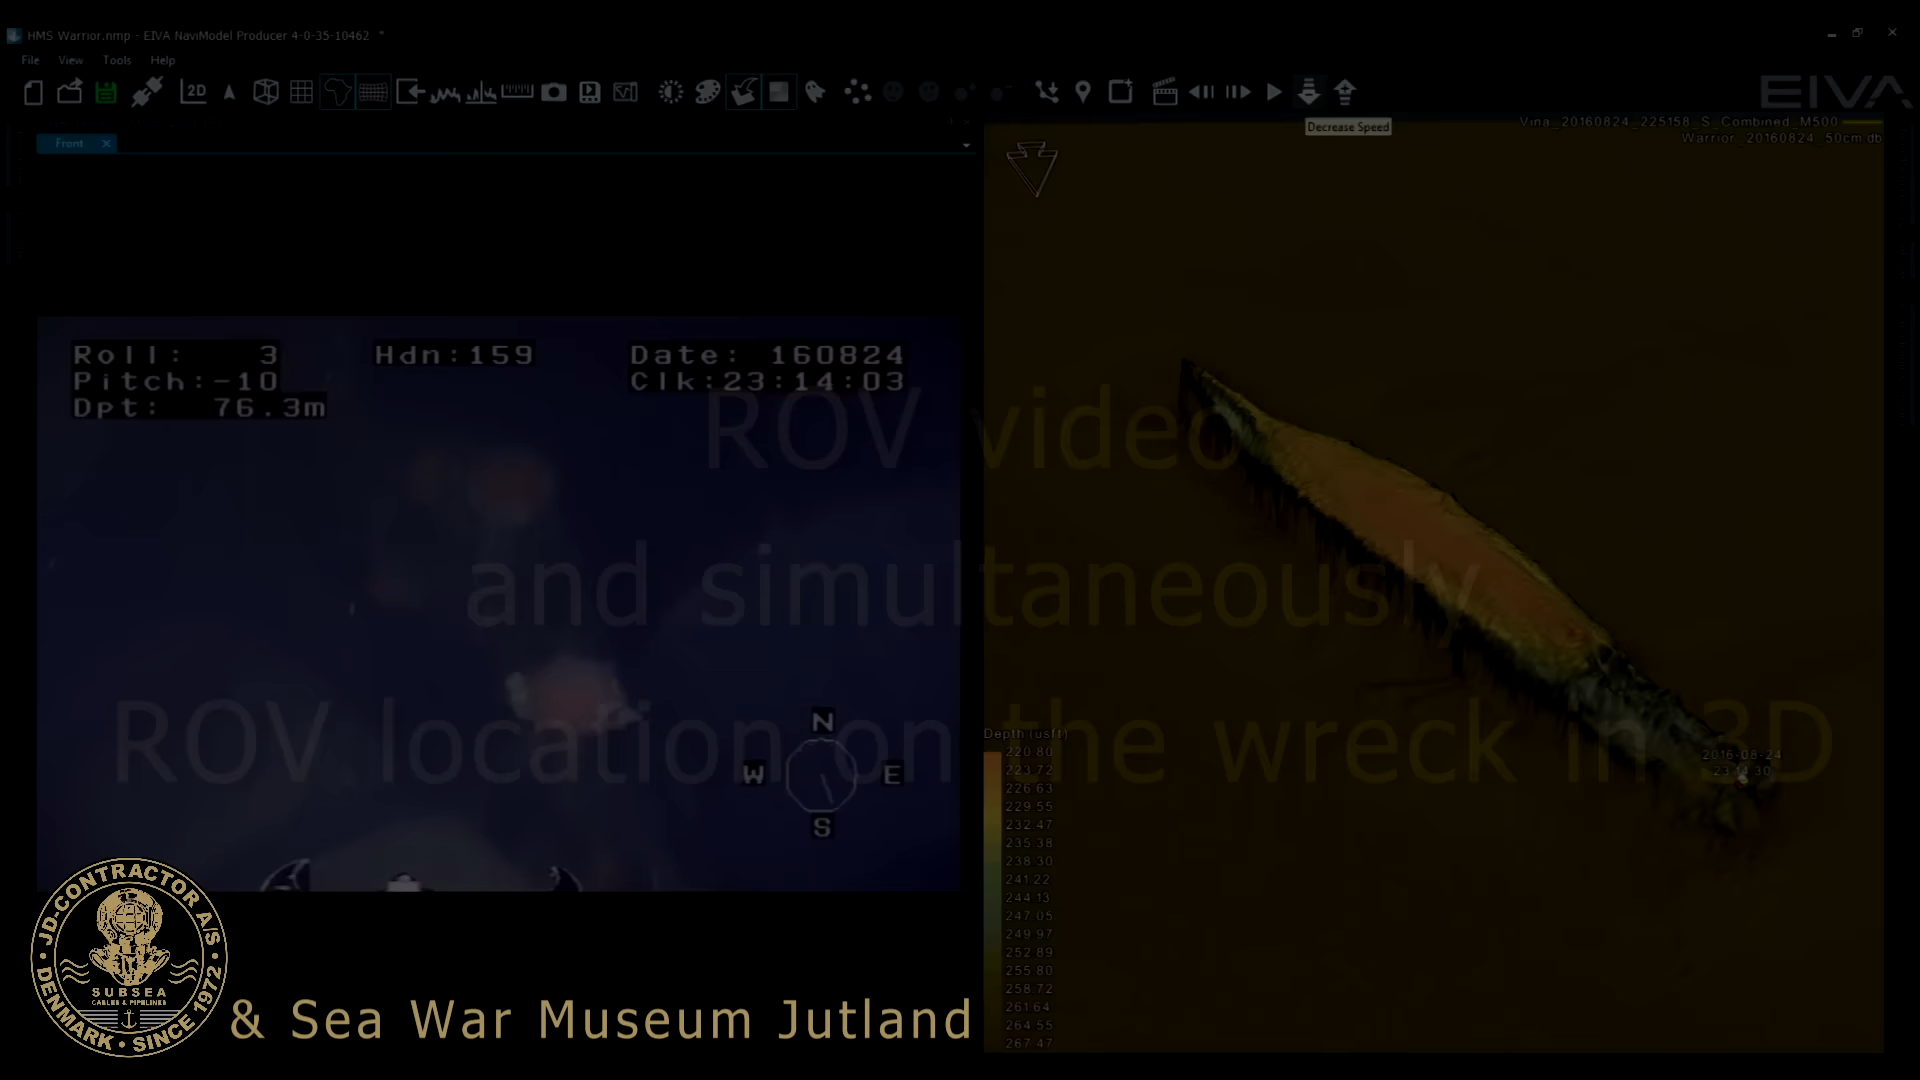 HMS Warrior.nmp - EIVA NaviModel Producer 4-0-35-10462 *
File View Tools Help
2D
EIVA
Decrease Speed
Vina_20160824_225158_S_Combined_M500
Warrior_20160824_50cm.db
Front
Roll: 3
Hdn:159
Date: 160824
Pitch:-10
Clk:23:14:03
Dpt: 76.3m
ROV video
and simultaneously
ROV location on the wreck in 3D
N
W
E
S
2016-08-24
Depth (usft)
220.80
223.72
226.63
229.55
232.47
235.38
238.30
241.22
244.13
247.05
249.97
252.89
255.80
258.72
261.64
264.55
267.47
JD-CONTRACTOR A/S
SUBSEA
CABLES & PIPELINES
DENMARK • SINCE 1972
& Sea War Museum Jutland